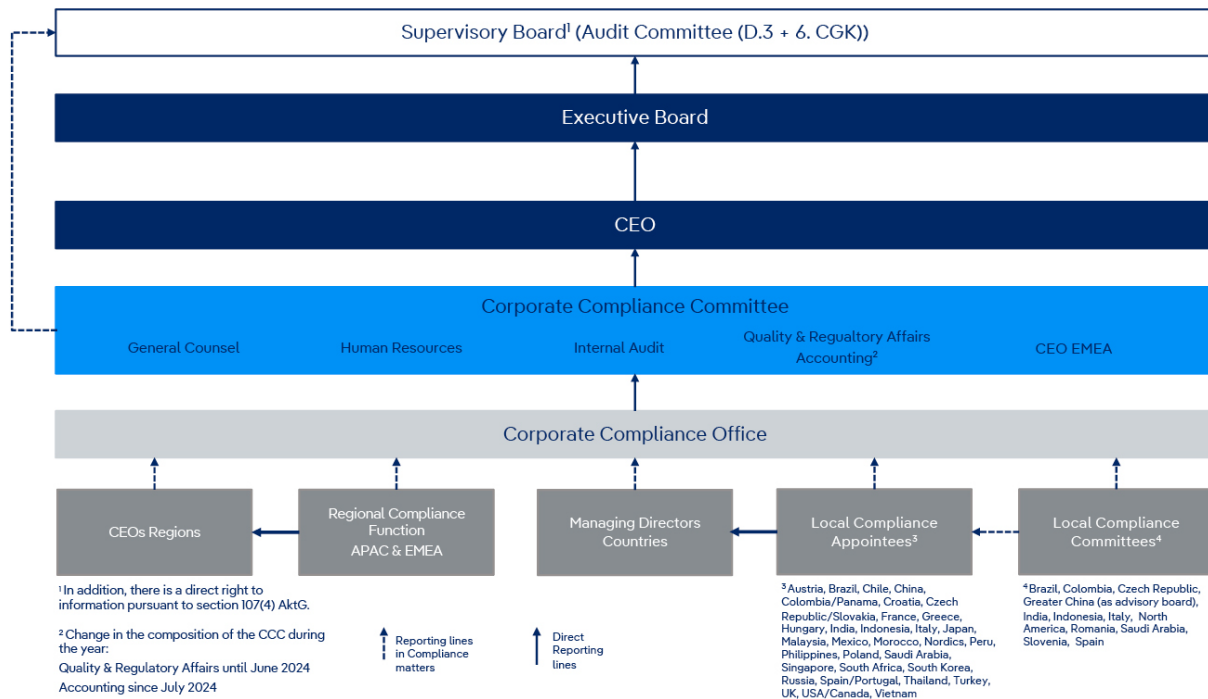 Supervisory Board¹ (Audit Committee (D.3 + 6. CGK))
Executive Board
CEO
Corporate Compliance Committee
General Counsel
Human Resources
Internal Audit
Quality & Regualtory Affairs
Accounting²
CEO EMEA
Corporate Compliance Office
CEOs Regions
Regional Compliance
Function
APAC & EMEA
Managing Directors
Countries
Local Compliance
Appointees³
Local Compliance
Committees⁴
¹ In addition, there is a direct right to
information pursuant to section 107(4) AktG.
² Change in the composition of the CCC during
the year:
Quality & Regulatory Affairs until June 2024
Accounting since July 2024
Reporting lines
in Compliance
matters
Direct
Reporting
lines
³ Austria, Brazil, Chile, China,
Colombia/Panama, Croatia, Czech
Republic/Slovakia, France, Greece,
Hungary, India, Indonesia, Italy, Japan,
Malaysia, Mexico, Morocco, Nordics, Peru,
Philippines, Poland, Saudi Arabia,
Singapore, South Africa, South Korea,
Russia, Spain/Portugal, Thailand, Turkey,
UK, USA/Canada, Vietnam
⁴ Brazil, Colombia, Czech Republic,
Greater China (as advisory board),
India, Indonesia, Italy, North
America, Romania, Saudi Arabia,
Slovenia, Spain